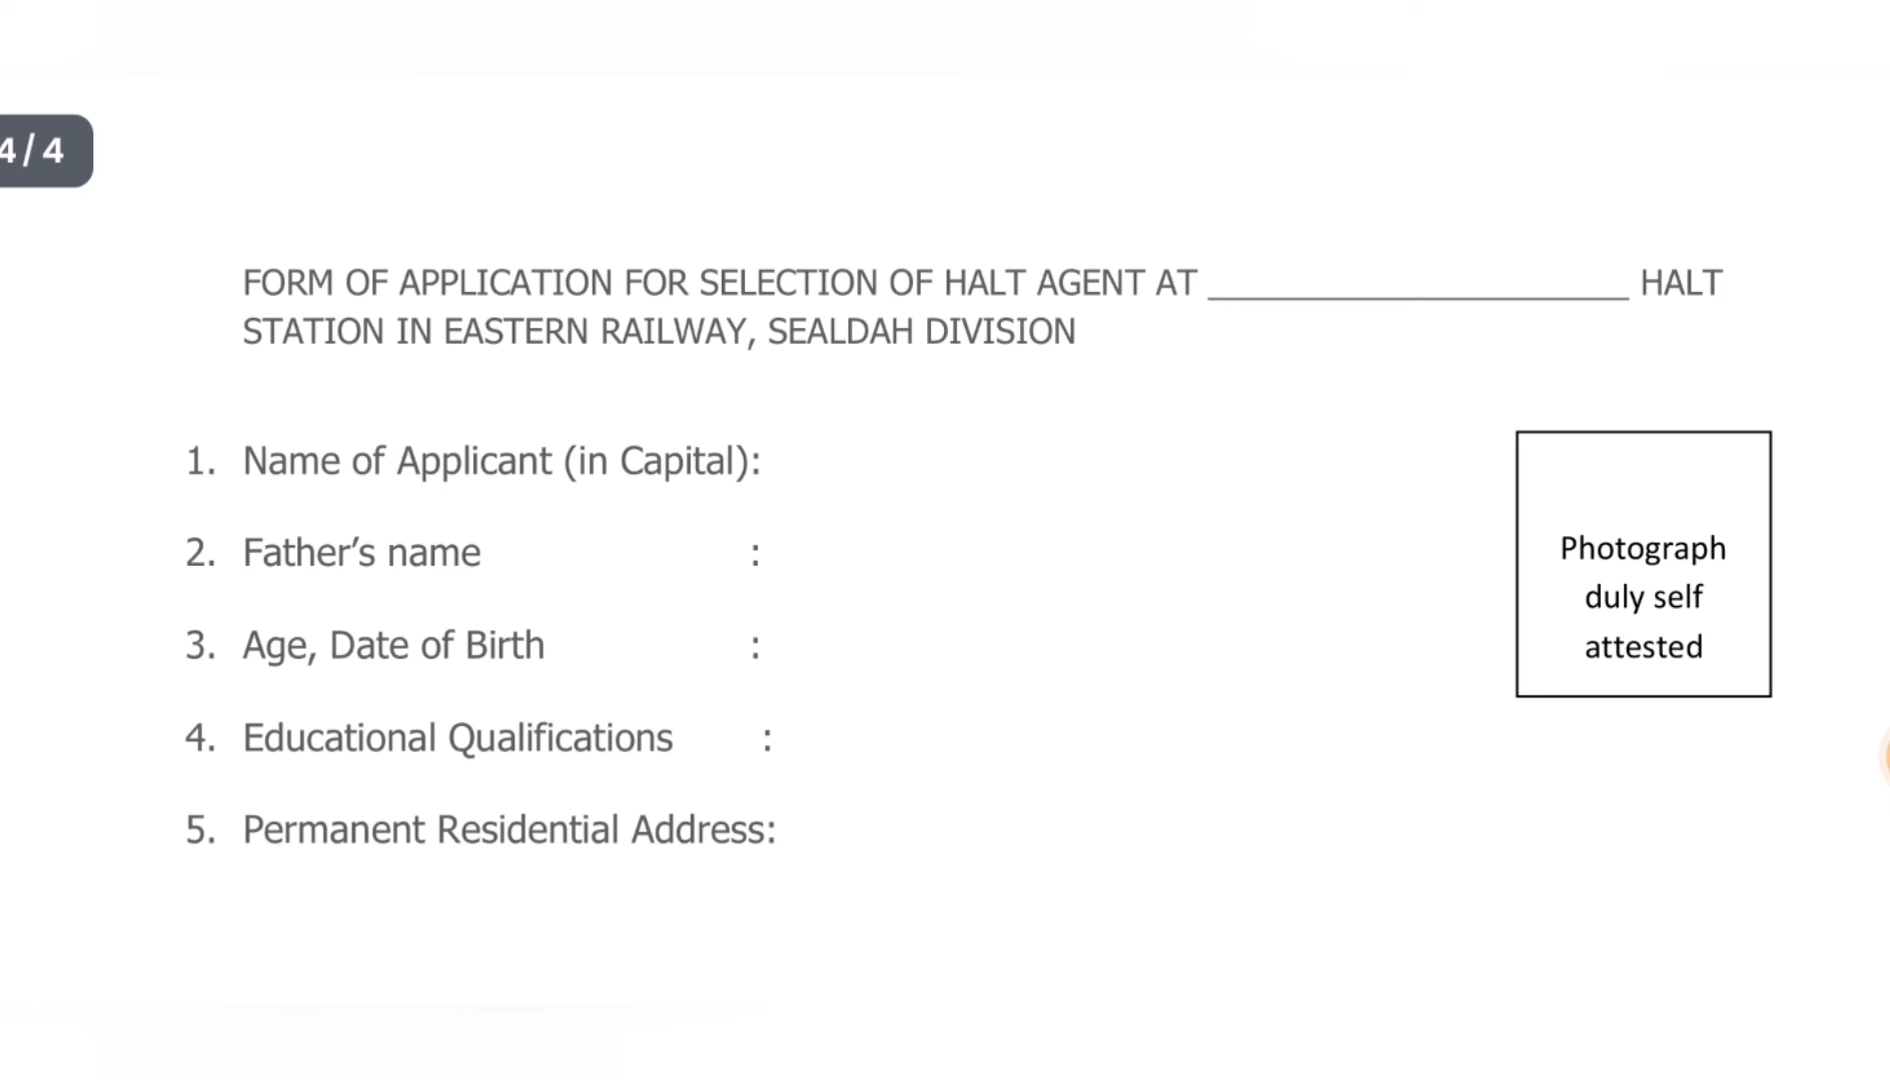 4 / 4
FORM OF APPLICATION FOR SELECTION OF HALT AGENT AT ______________________ HALT
STATION IN EASTERN RAILWAY, SEALDAH DIVISION
1. Name of Applicant (in Capital):
2. Father’s name :
3. Age, Date of Birth :
4. Educational Qualifications :
5. Permanent Residential Address:
Photograph
duly self
attested